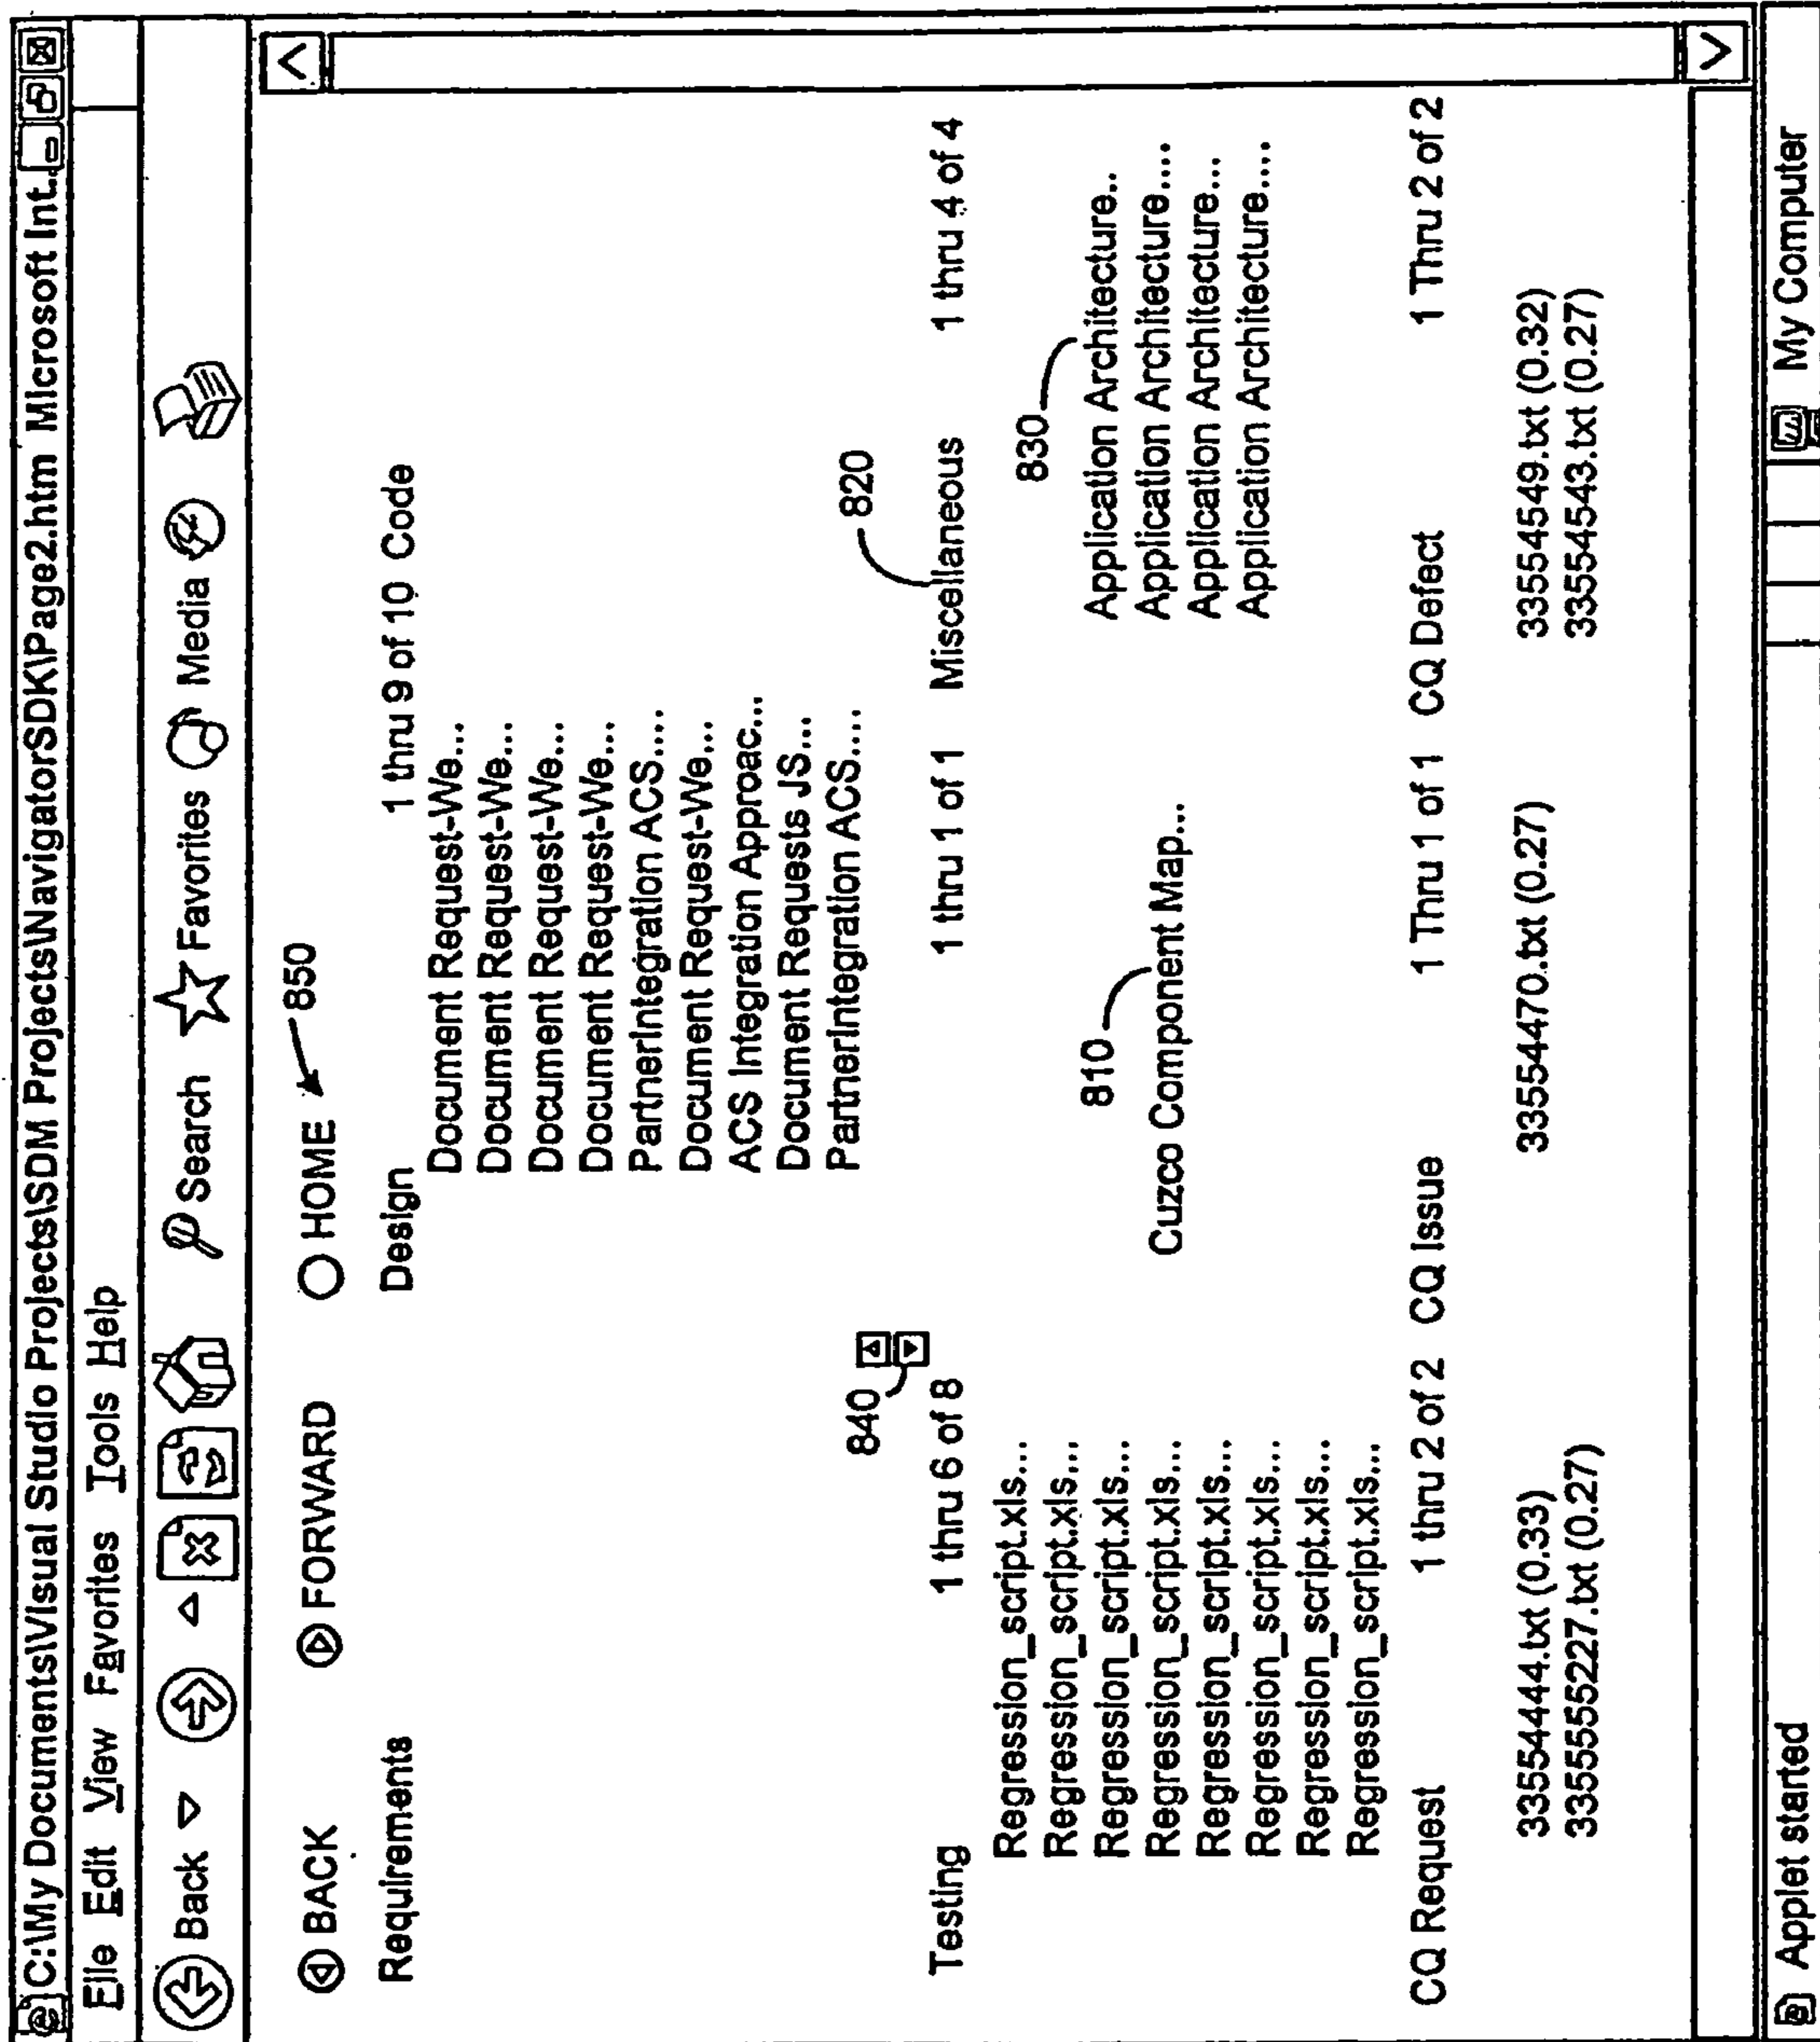 C:\My Documents\Visual Studio Projects\SDM Projects\NavigatorSDK\Page2.htm Microsoft Int..
File Edit View Favorites Tools Help
Back Search Favorites Media
BACK FORWARD HOME 850
Requirements Design 1 thru 9 of 10 Code
Document Request-We...
Document Request-We...
Document Request-We...
Document Request-We...
PartnerIntegration ACS....
Document Request-We...
ACS Integration Approac...
Document Requests JS...
PartnerIntegration ACS....
840 820
Testing 1 thru 6 of 8 1 thru 1 of 1 Miscellaneous 1 thru 4 of 4
Regression_script.xls...
Regression_script.xls...
Regression_script.xls...
Regression_script.xls...
Regression_script.xls...
Regression_script.xls...
Regression_script.xls...
Regression_script.xls...
810
Cuzco Component Map...
830
Application Architecture..
Application Architecture....
Application Architecture...
Application Architecture....
CQ Request 1 thru 2 of 2 CQ Issue 1 Thru 1 of 1 CQ Defect 1 Thru 2 of 2
33554444.txt (0.33) 33554470.txt (0.27) 33554549.txt (0.32)
335555227.txt (0.27) 33554543.txt (0.27)
Applet started My Computer